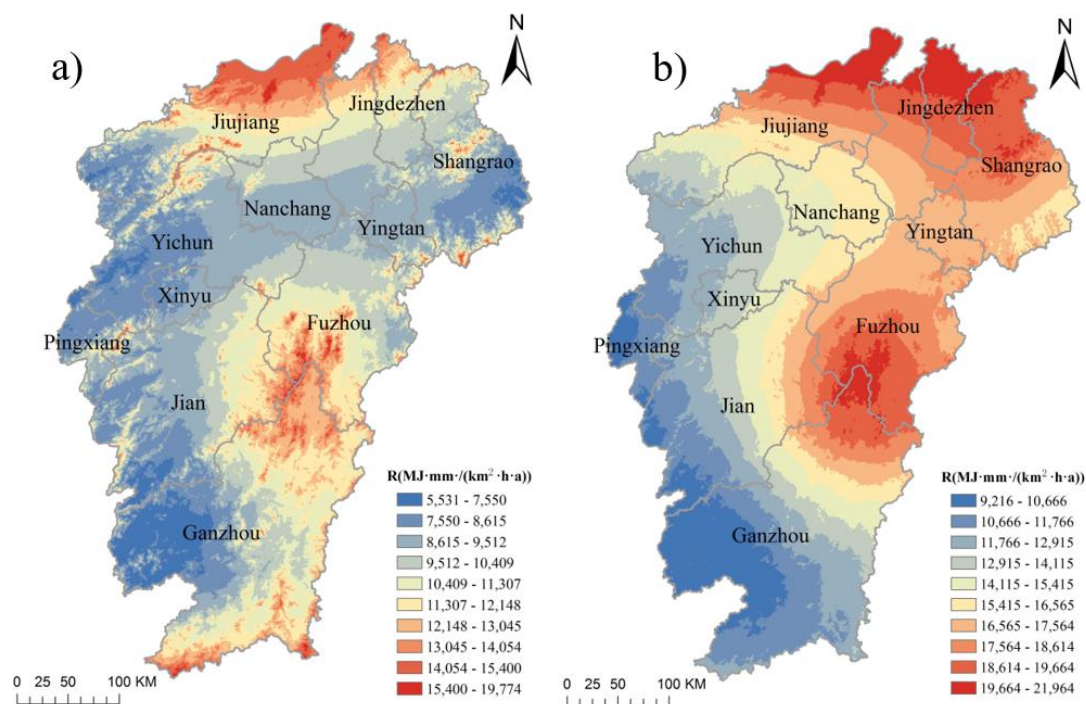 a)
N
Jingdezhen
Jiujiang
Shangrao
Nanchang
Yingtan
Yichun
Xinyu
Fuzhou
Pingxiang
Jian
Ganzhou
R(MJ·mm·/(km²·h·a))
5,531 - 7,550
7,550 - 8,615
8,615 - 9,512
9,512 - 10,409
10,409 - 11,307
11,307 - 12,148
12,148 - 13,045
13,045 - 14,054
14,054 - 15,400
15,400 - 19,774
0 25 50 100 KM
b)
N
Jingdezhen
Jiujiang
Shangrao
Nanchang
Yingtan
Yichun
Xinyu
Fuzhou
Pingxiang
Jian
Ganzhou
R(MJ·mm·/(km²·h·a))
9,216 - 10,666
10,666 - 11,766
11,766 - 12,915
12,915 - 14,115
14,115 - 15,415
15,415 - 16,565
16,565 - 17,564
17,564 - 18,614
18,614 - 19,664
19,664 - 21,964
0 25 50 100 KM